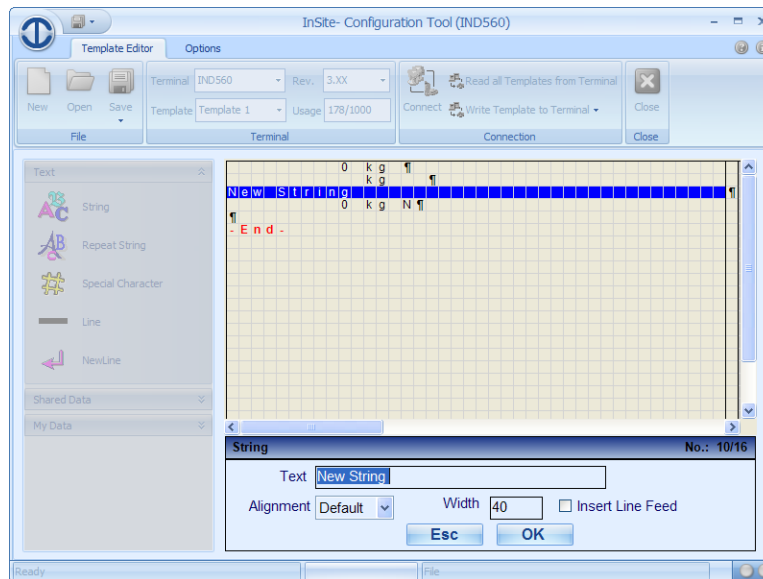 InSite- Configuration Tool (IND560)
Template Editor Options
New Open Save
File
Terminal IND560 Rev. 3.XX
Template Template 1 Usage 178/1000
Terminal
Connect Read all Templates from Terminal
Write Template to Terminal
Connection
Close
Close
Text
String
Repeat String
Special Character
Line
NewLine
Shared Data
My Data
0 kg ¶
kg ¶
New String ¶
0 kg N¶
¶
-End-
String No.: 10/16
Text New String
Alignment Default Width 40 Insert Line Feed
Esc OK
Ready File